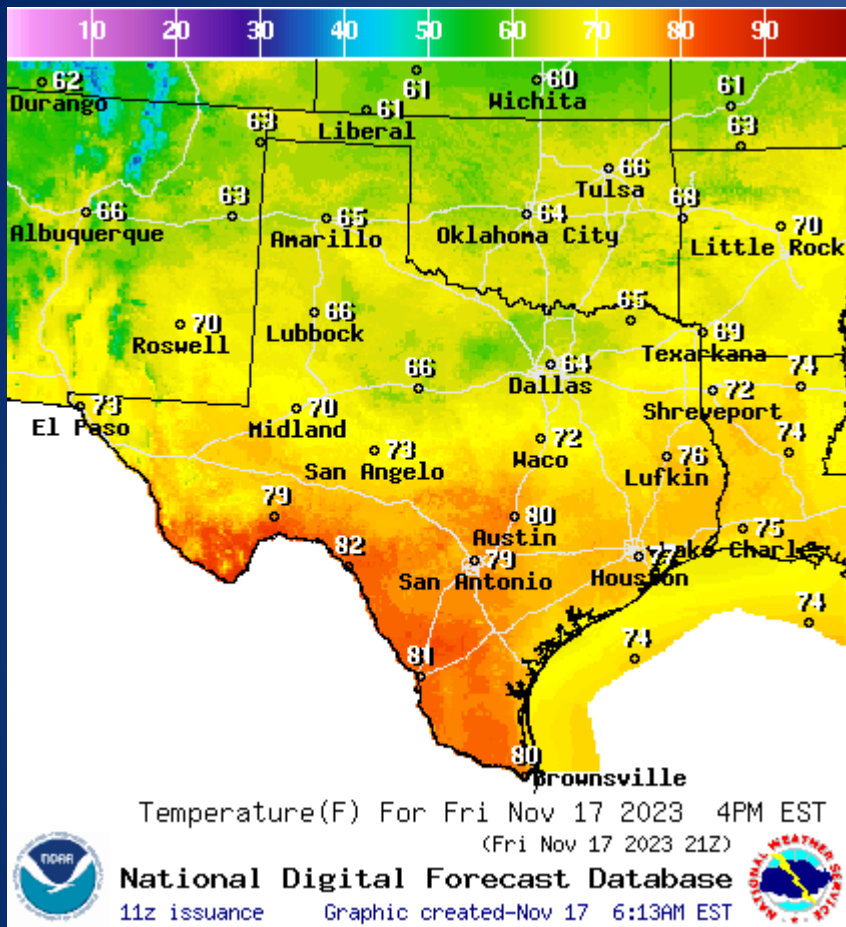 10 20 30 40 50 60 70 80 90
62
Durango
61
60
Wichita
61
61
Liberal
63
63
66
Tulsa
66
Albuquerque
63
65
Amarillo
64
Oklahoma City
68
70
Little Rock
70
Roswell
66
Lubbock
65
69
Texarkana
66
64
Dallas
74
72
Shreveport
73
El Paso
70
Midland
73
San Angelo
72
Waco
76
Lufkin
74
79
80
Austin
75
Lake Charles
82
79
San Antonio
77
Houston
74
74
81
80
Brownsville
Temperature(F) For Fri Nov 17 2023 4PM EST
(Fri Nov 17 2023 21Z)
NOAA
National Digital Forecast Database
11z issuance Graphic created-Nov 17 6:13AM EST
NATIONAL WEATHER SERVICE